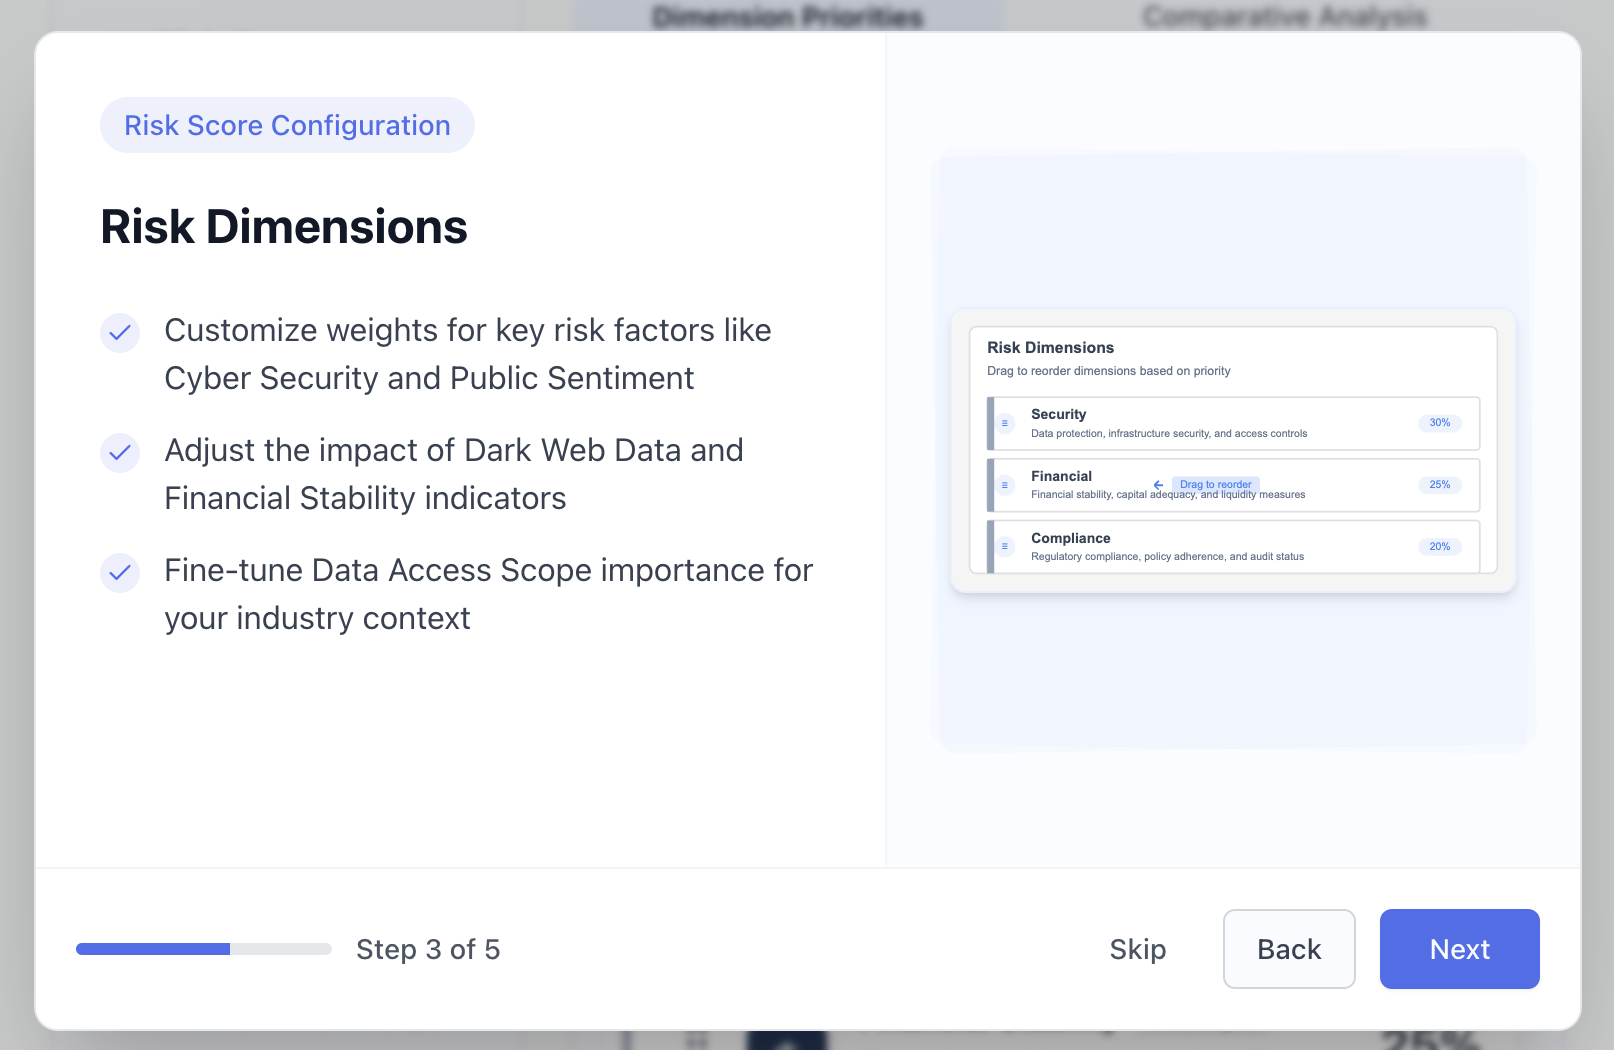 Dimension Priorities
Comparative Analysis
Risk Score Configuration
Risk Dimensions
Customize weights for key risk factors like
Cyber Security and Public Sentiment
Adjust the impact of Dark Web Data and
Financial Stability indicators
Fine-tune Data Access Scope importance for
your industry context
Risk Dimensions
Drag to reorder dimensions based on priority
Security
30%
Data protection, infrastructure security, and access controls
Financial
Drag to reorder
25%
Financial stability, capital adequacy, and liquidity measures
Compliance
20%
Regulatory compliance, policy adherence, and audit status
Step 3 of 5
Skip
Back
Next
25%